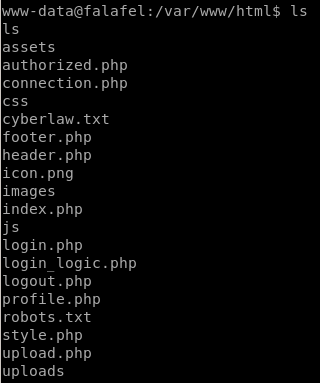 www-data@falafel:/var/www/html$ ls
ls
assets
authorized.php
connection.php
css
cyberlaw.txt
footer.php
header.php
icon.png
images
index.php
js
login.php
login_logic.php
logout.php
profile.php
robots.txt
style.php
upload.php
uploads